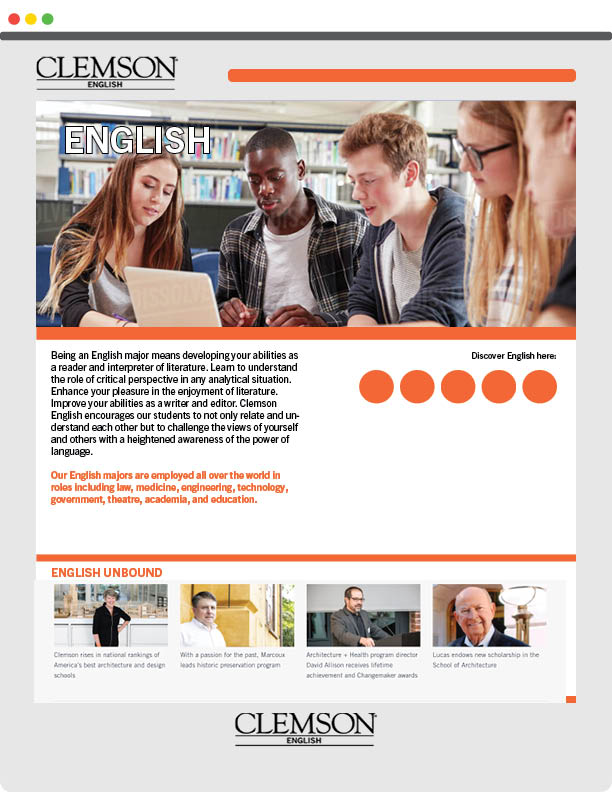 CLEMSON
ENGLISH
ENGLISH
DISSOLVE
Being an English major means developing your abilities as
a reader and interpreter of literature. Learn to understand
the role of critical perspective in any analytical situation.
Enhance your pleasure in the enjoyment of literature.
Improve your abilities as a writer and editor. Clemson
English encourages our students to not only relate and un-
derstand each other but to challenge the views of yourself
and others with a heightened awareness of the power of
language.
Our English majors are employed all over the world in
roles including law, medicine, engineering, technology,
government, theatre, academia, and education.
Discover English here:
ENGLISH UNBOUND
Clemson rises in national rankings of
America's best architecture and design
schools
With a passion for the past, Marcoux
leads historic preservation program
Architecture + Health program director
David Allison receives lifetime
achievement and Changemaker awards
Lucas endows new scholarship in the
School of Architecture
CLEMSON
ENGLISH